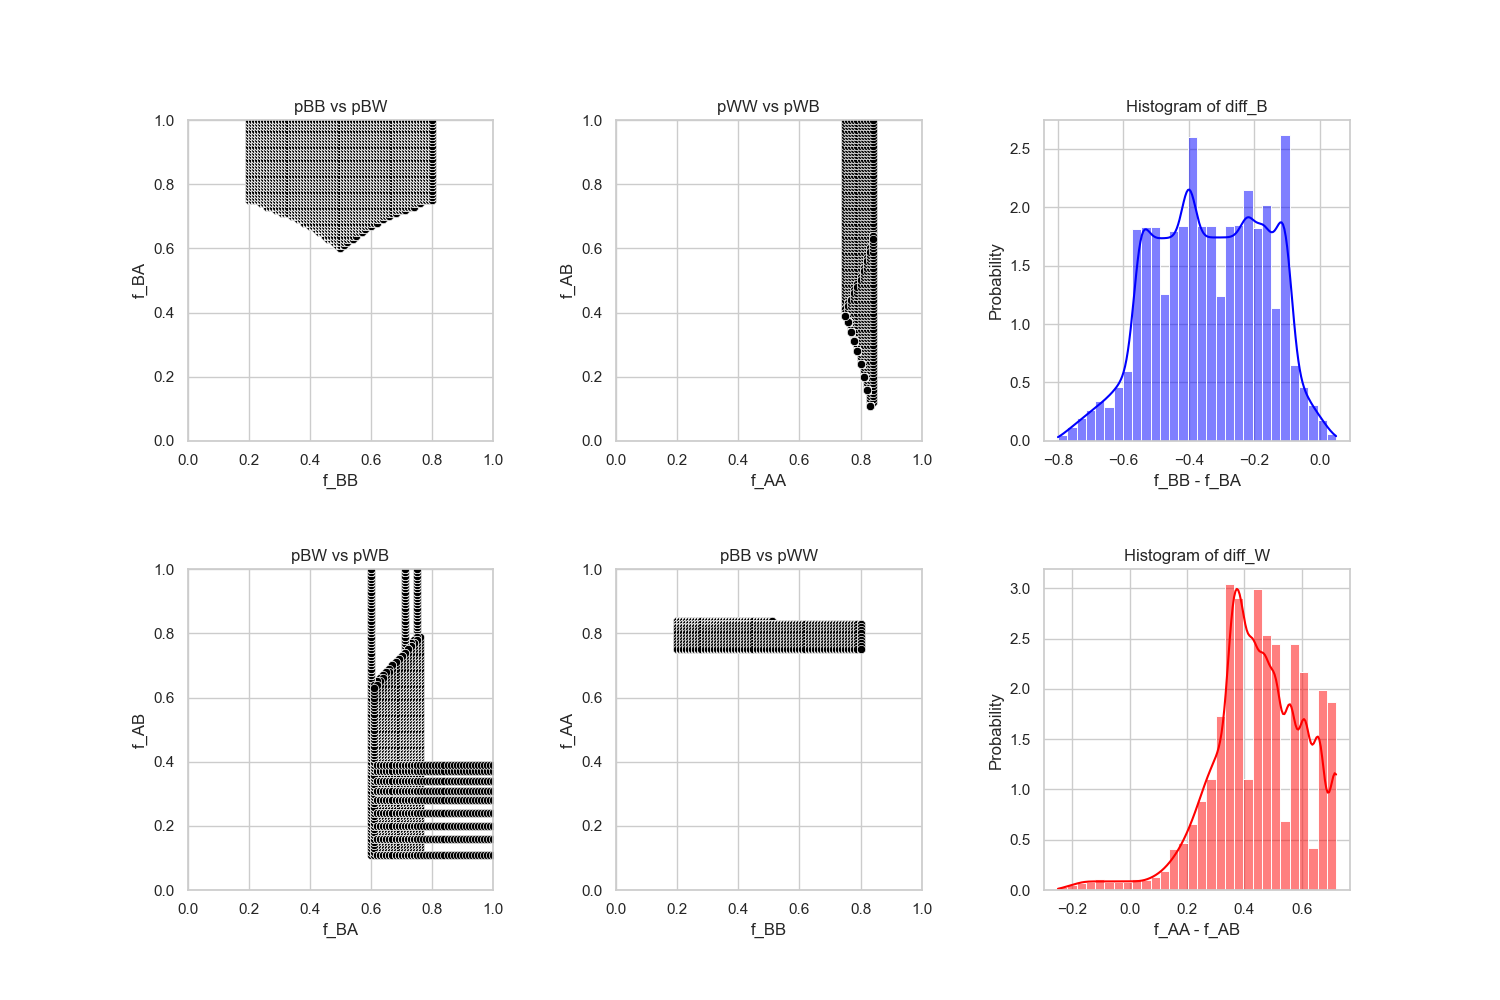 pBB vs pBW
1.0
0.8
0.6
0.4
0.2
0.0
f_BA
0.0 0.2 0.4 0.6 0.8 1.0
f_BB
pWW vs pWB
1.0
0.8
0.6
0.4
0.2
0.0
f_AB
0.0 0.2 0.4 0.6 0.8 1.0
f_AA
Histogram of diff_B
2.5
2.0
1.5
1.0
0.5
0.0
Probability
−0.8 −0.6 −0.4 −0.2 0.0
f_BB - f_BA
pBW vs pWB
1.0
0.8
0.6
0.4
0.2
0.0
f_AB
0.0 0.2 0.4 0.6 0.8 1.0
f_BA
pBB vs pWW
1.0
0.8
0.6
0.4
0.2
0.0
f_AA
0.0 0.2 0.4 0.6 0.8 1.0
f_BB
Histogram of diff_W
3.0
2.5
2.0
1.5
1.0
0.5
0.0
Probability
−0.2 0.0 0.2 0.4 0.6
f_AA - f_AB